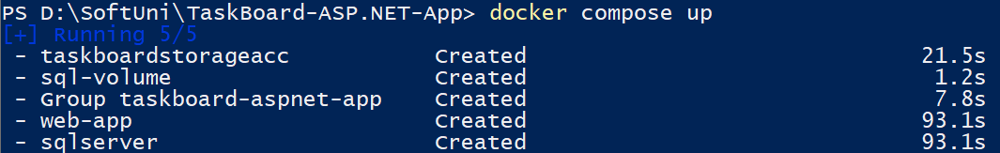 PS D:\SoftUni\TaskBoard-ASP.NET-App> docker compose up
[+] Running 5/5
- taskboardstorageacc Created 21.5s
- sql-volume Created 1.2s
- Group taskboard-aspnet-app Created 7.8s
- web-app Created 93.1s
- sqlserver Created 93.1s